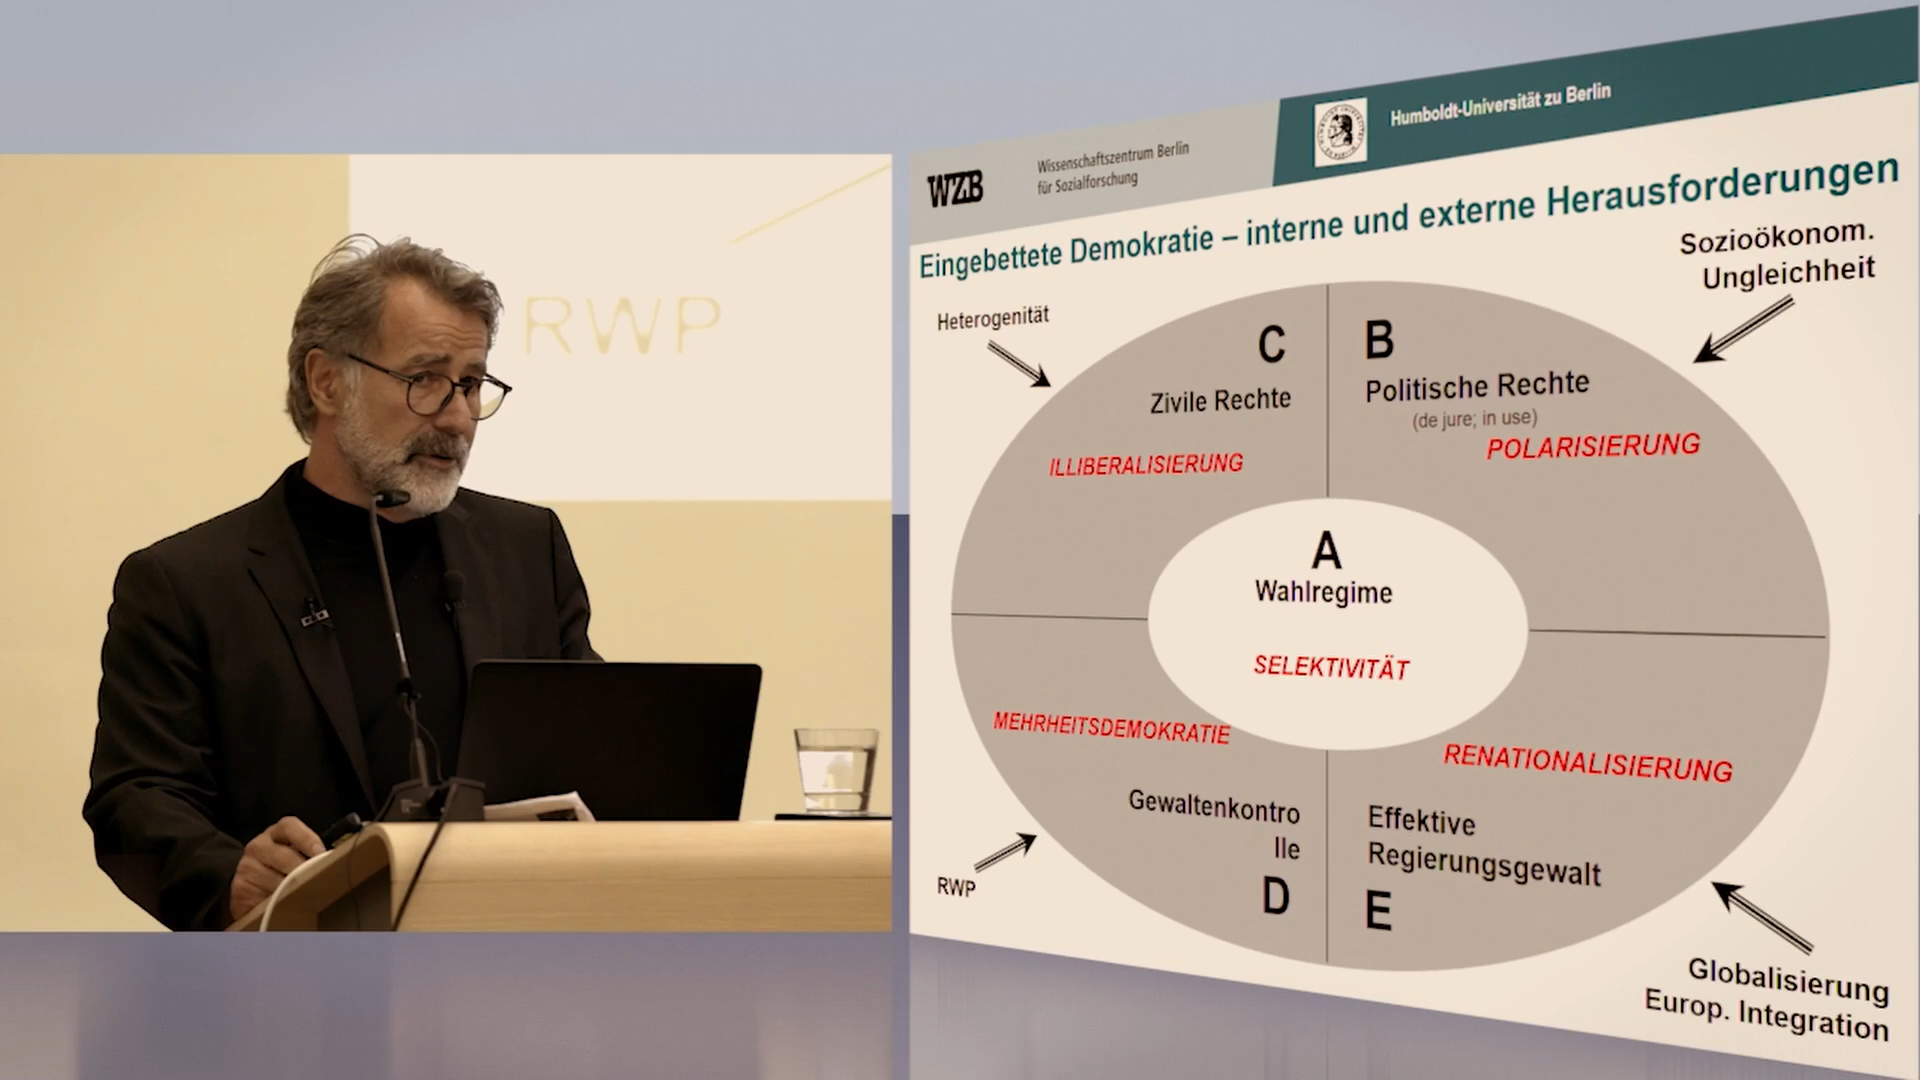 RWP
WZB
Wissenschaftszentrum Berlin
für Sozialforschung
Humboldt-Universität zu Berlin
Eingebettete Demokratie – interne und externe Herausforderungen
Sozioökonom.
Ungleichheit
Heterogenität
C
Zivile Rechte
ILLIBERALISIERUNG
B
Politische Rechte
(de jure; in use)
POLARISIERUNG
A
Wahlregime
SELEKTIVITÄT
MEHRHEITSDEMOKRATIE
Gewaltenkontro
lle
D
RENATIONALISIERUNG
Effektive
Regierungsgewalt
E
RWP
Globalisierung
Europ. Integration